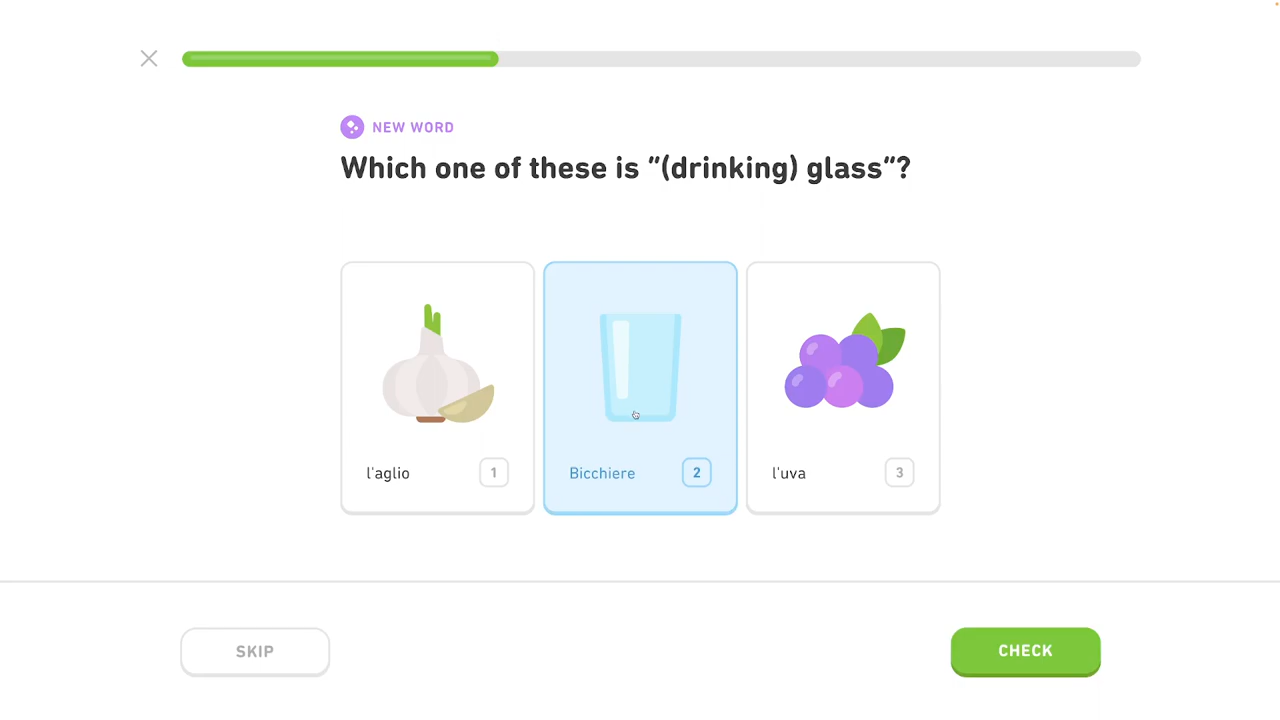 NEW WORD
Which one of these is "(drinking) glass"?
l'aglio 1
Bicchiere 2
l'uva 3
SKIP
CHECK